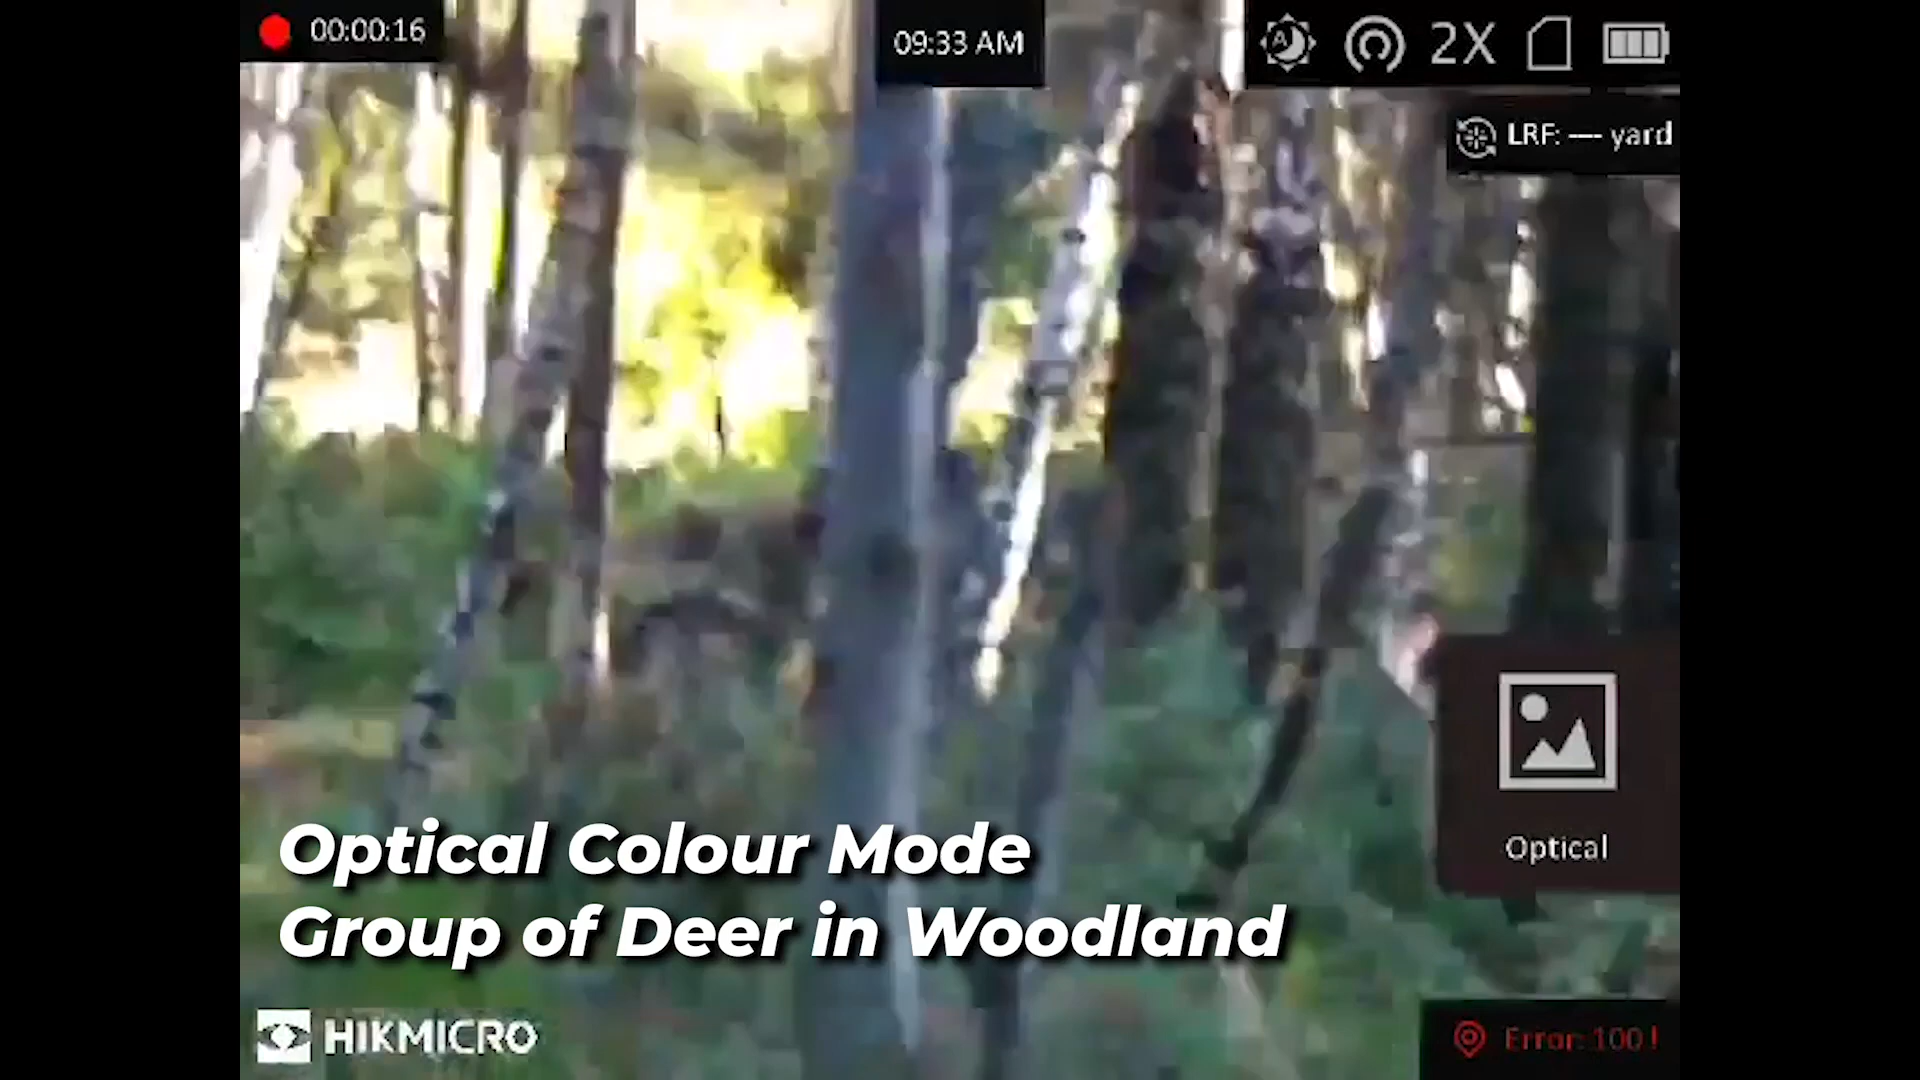 00:00:16
09:33 AM
A
2X
LRF: ---- yard
Optical
Optical Colour Mode
Group of Deer in Woodland
HIKMICRO
Error: 100 !